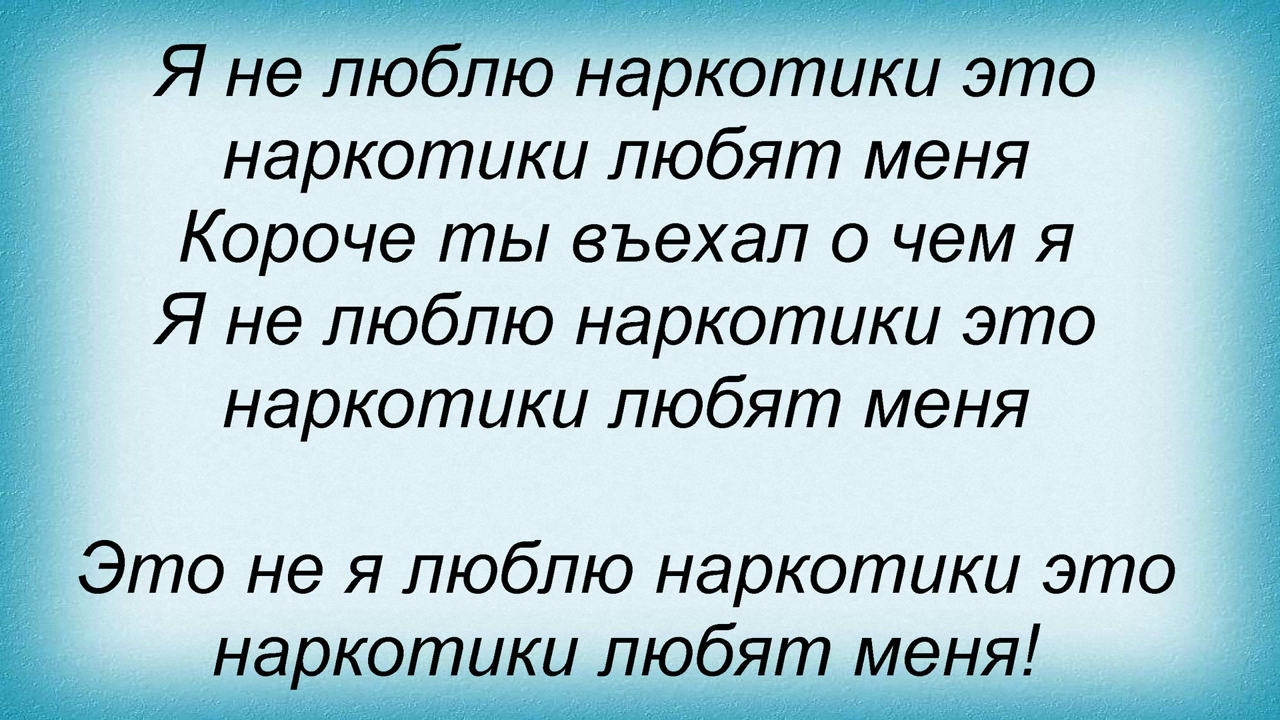 Я не люблю наркотики это
наркотики любят меня
Короче ты въехал о чем я
Я не люблю наркотики это
наркотики любят меня
Это не я люблю наркотики это
наркотики любят меня!